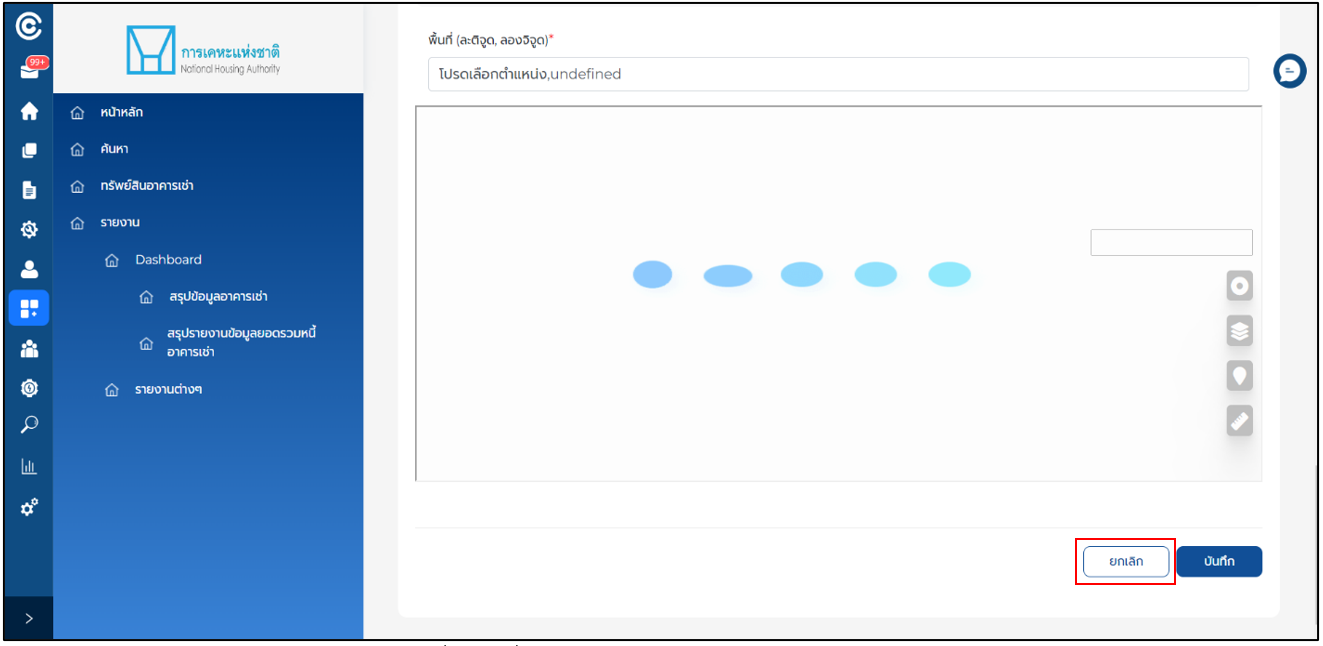 99+
การเคหะแห่งชาติ
National Housing Authority
หน้าหลัก
ค้นหา
ทรัพย์สินอาคารเช่า
รายงาน
Dashboard
สรุปข้อมูลอาคารเช่า
สรุปรายงานข้อมูลยอดรวมหนี้
อาคารเช่า
รายงานต่างๆ
พื้นที่ (ละติจูด, ลองจิจูด)*
โปรดเลือกตำแหน่ง,undefined
ยกเลิก
บันทึก